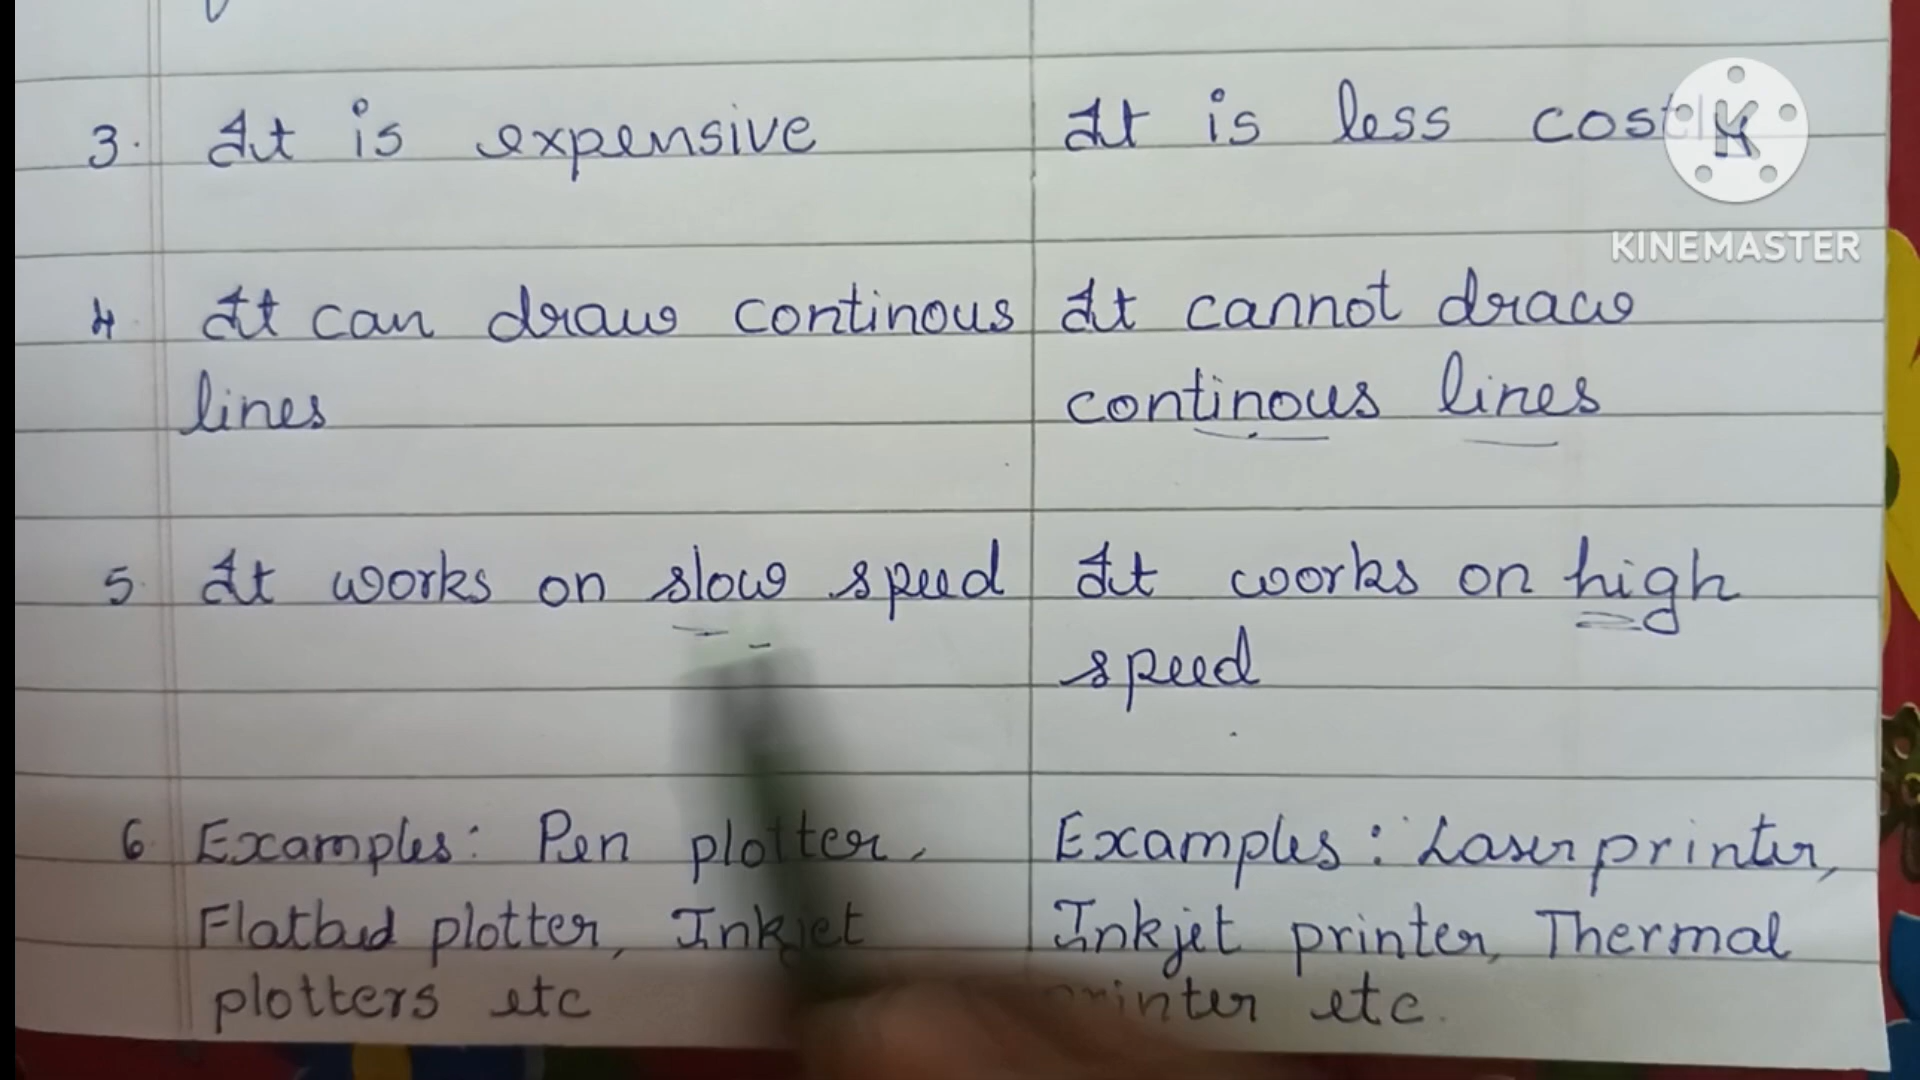 3. It is expensive
It is less costly
KINEMASTER
4. It can draw continous
lines
It cannot draw
continous lines
5. It works on slow speed
It works on high
speed
6 Examples: Pen plotter,
Flatbed plotter, Inkjet
plotters etc
Examples: Laser printer,
Inkjet printer, Thermal
printer etc.